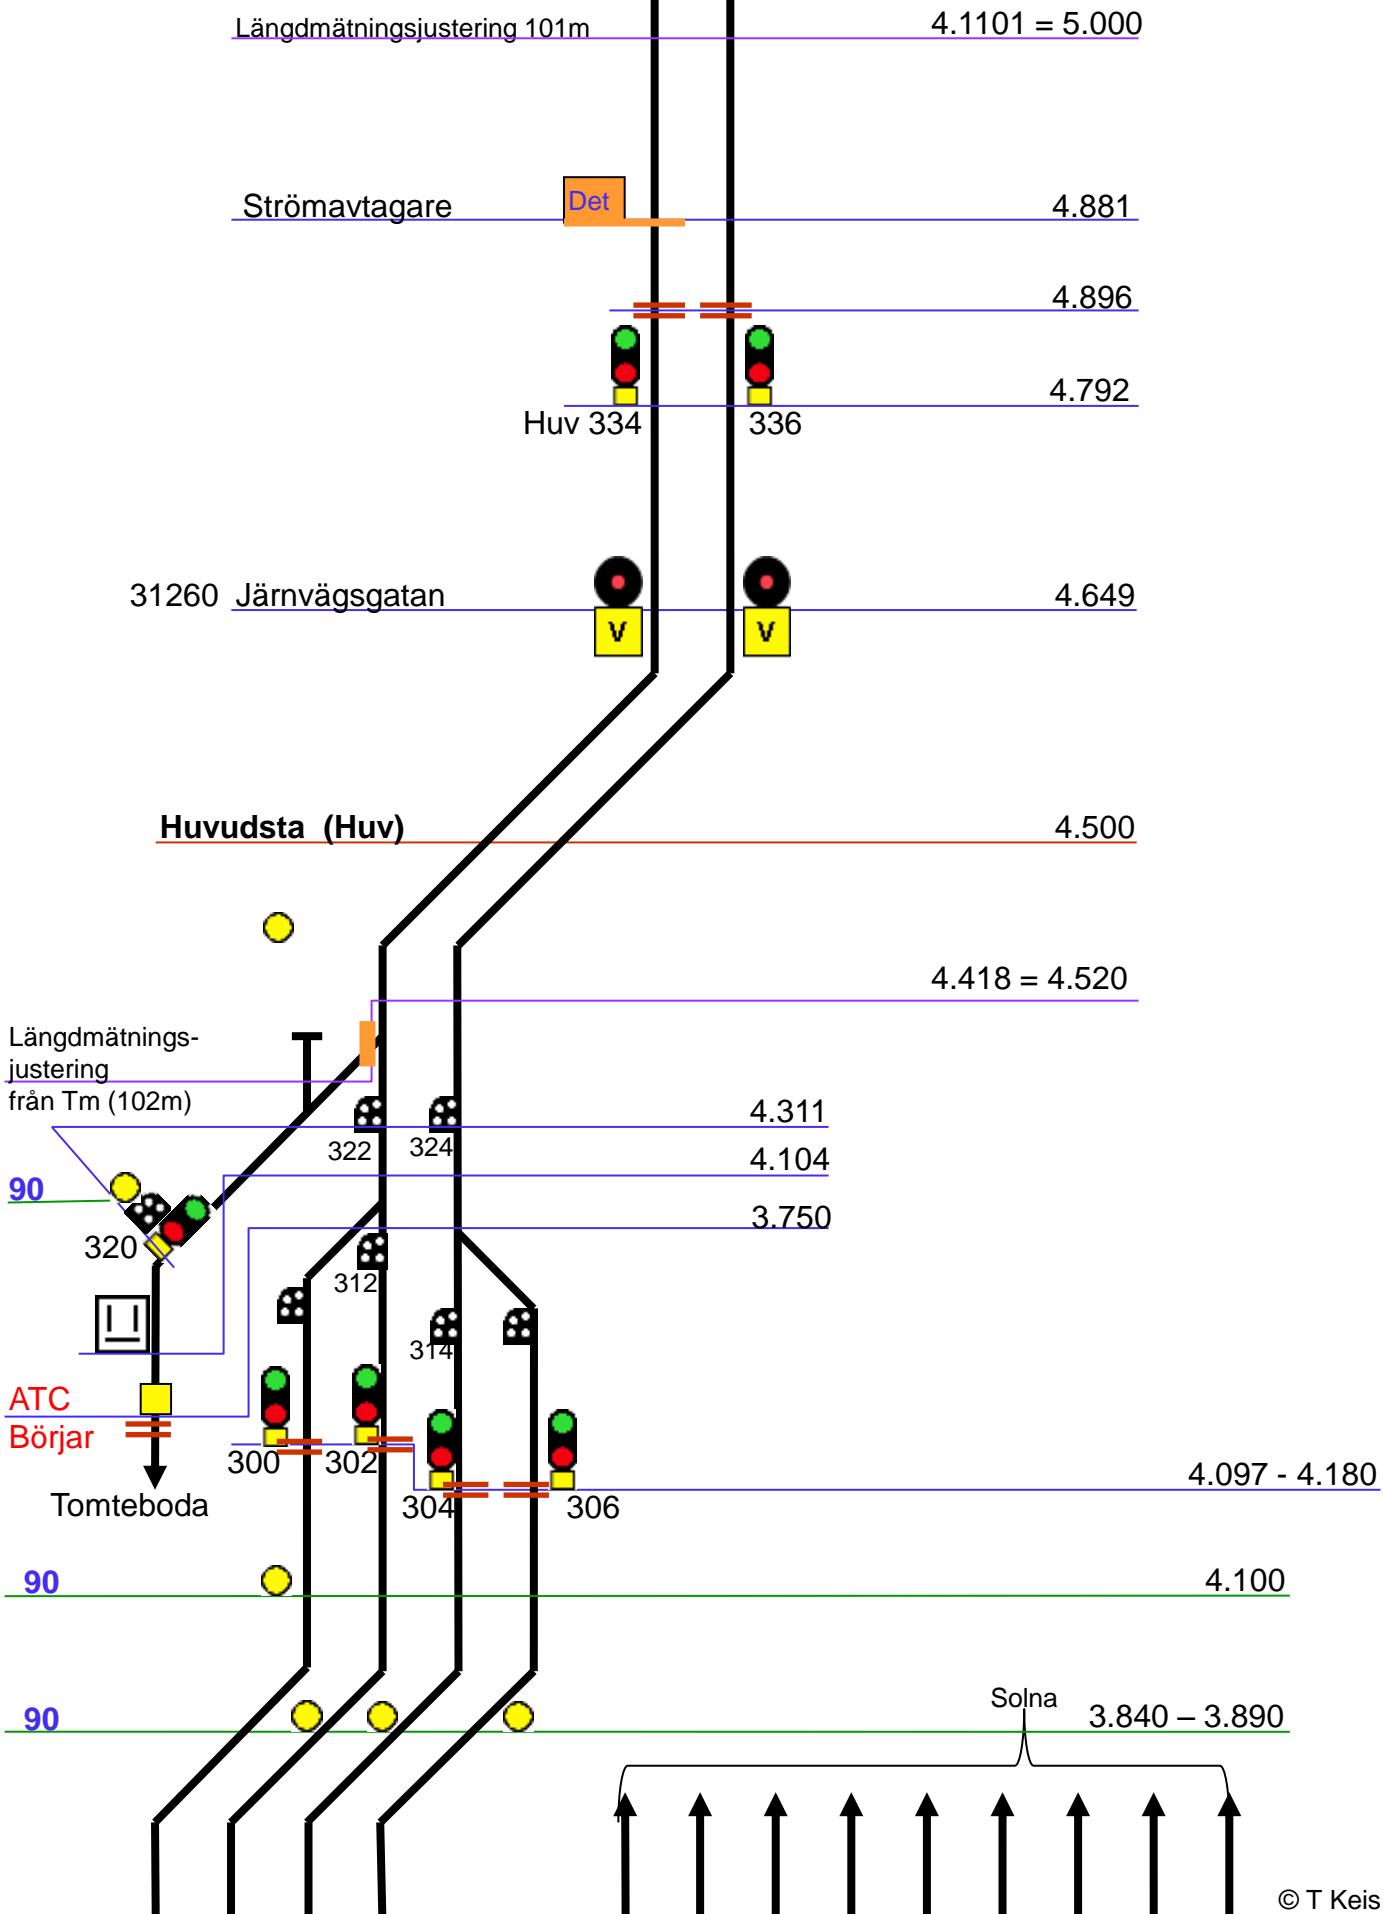 Längdmätningsjustering 101m 4.1101 = 5.000
Strömavtagare Det 4.881
4.896
4.792
Huv 334 336
31260 Järnvägsgatan 4.649
V V
Huvudsta (Huv) 4.500
4.418 = 4.520
Längdmätnings-
justering
från Tm (102m)
4.311
322 324
4.104
90
3.750
320
312
314
ATC
Börjar
300 302
4.097 - 4.180
Tomteboda
304 306
90 4.100
Solna
90 3.840 – 3.890
© T Keis